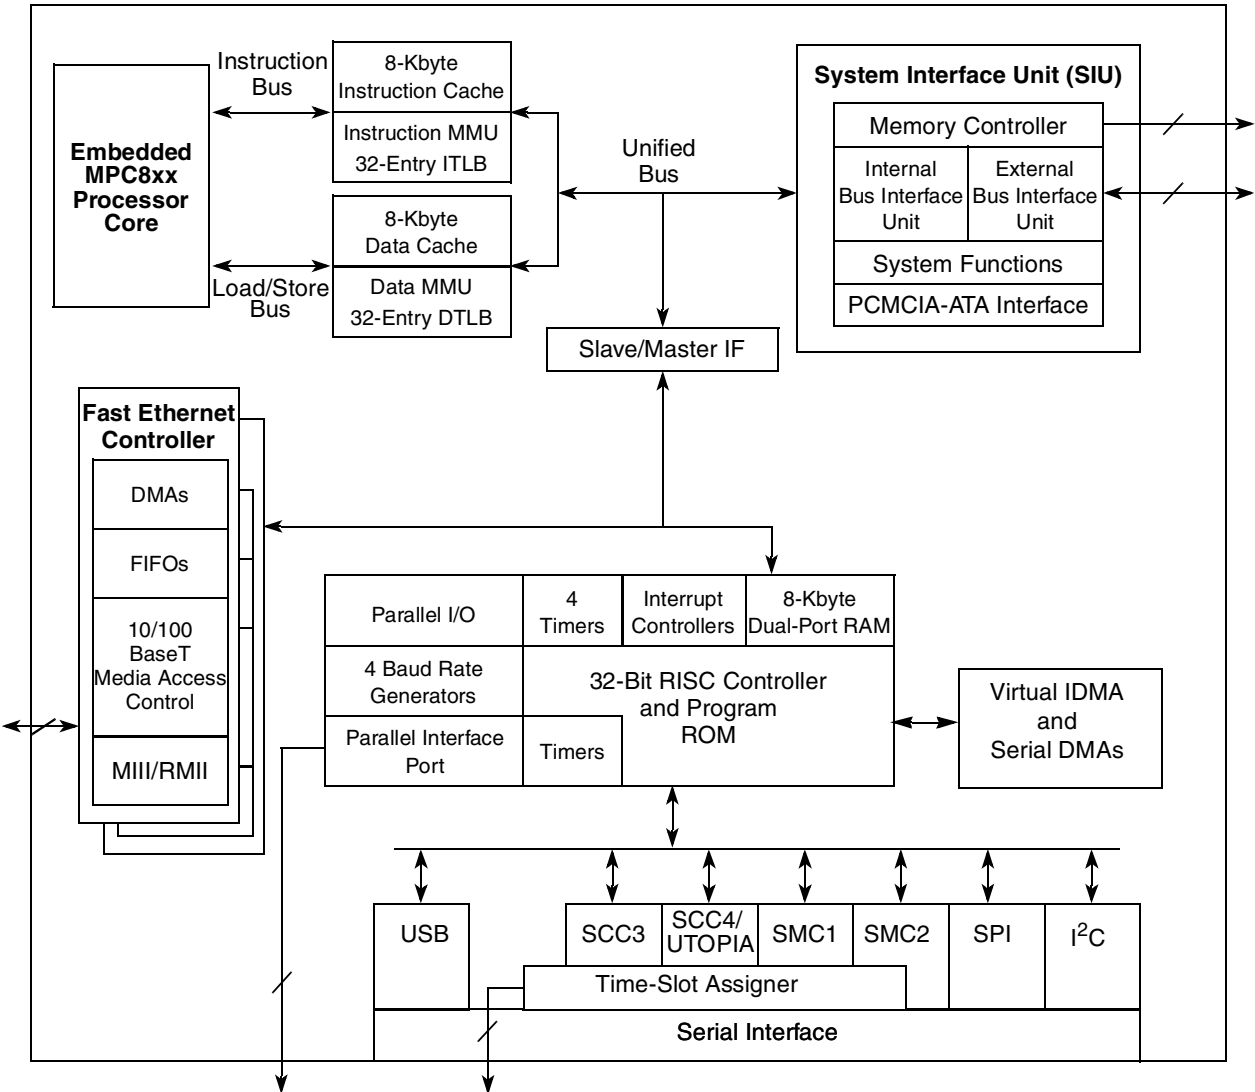 Instruction
Bus
8-Kbyte
Instruction Cache
Instruction MMU
32-Entry ITLB
Embedded
MPC8xx
Processor
Core
8-Kbyte
Data Cache
Load/Store
Bus
Data MMU
32-Entry DTLB
Unified
Bus
System Interface Unit (SIU)
Memory Controller
Internal
Bus Interface
Unit
External
Bus Interface
Unit
System Functions
PCMCIA-ATA Interface
Slave/Master IF
Fast Ethernet
Controller
DMAs
FIFOs
10/100
BaseT
Media Access
Control
MIII/RMII
Parallel I/O
4
Timers
Interrupt
Controllers
8-Kbyte
Dual-Port RAM
4 Baud Rate
Generators
32-Bit RISC Controller
and Program
ROM
Parallel Interface
Port
Timers
Virtual IDMA
and
Serial DMAs
USB
SCC3
SCC4/
UTOPIA
SMC1
SMC2
SPI
I²C
Time-Slot Assigner
Serial Interface